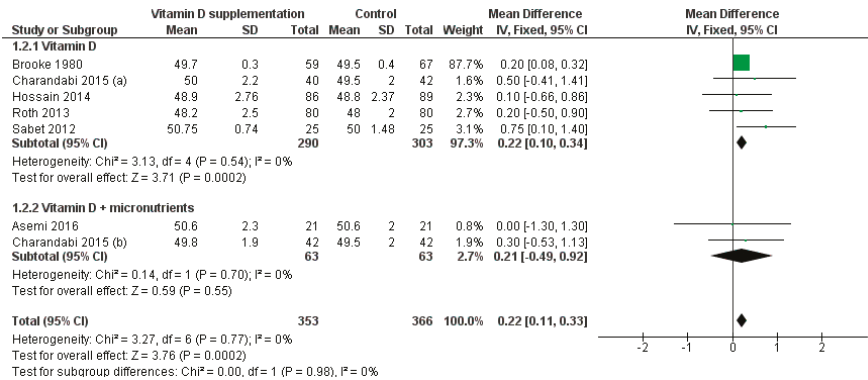 Vitamin D supplementation Control Mean Difference Mean Difference
Study or Subgroup Mean SD Total Mean SD Total Weight IV, Fixed, 95% CI IV, Fixed, 95% CI
1.2.1 Vitamin D
Brooke 1980 49.7 0.3 59 49.5 0.4 67 87.7% 0.20 [0.08, 0.32]
Charandabi 2015 (a) 50 2.2 40 49.5 2 42 1.6% 0.50 [-0.41, 1.41]
Hossain 2014 48.9 2.76 86 48.8 2.37 89 2.3% 0.10 [-0.66, 0.86]
Roth 2013 48.2 2.5 80 48 2 80 2.6% 0.20 [-0.50, 0.90]
Sabet 2012 50.75 0.74 25 50 1.48 25 3.1% 0.75 [0.10, 1.40]
Subtotal (95% CI) 290 303 97.3% 0.22 [0.10, 0.34]
Heterogeneity: Chi² = 3.13, df = 4 (P = 0.54); I² = 0%
Test for overall effect: Z = 3.71 (P = 0.0002)
1.2.2 Vitamin D + micronutrients
Asemi 2016 50.6 2.3 21 50.6 2 21 0.8% 0.00 [-1.30, 1.30]
Charandabi 2015 (b) 49.8 1.9 42 49.5 2 42 1.9% 0.30 [-0.53, 1.13]
Subtotal (95% CI) 63 63 2.7% 0.21 [-0.49, 0.92]
Heterogeneity: Chi² = 0.14, df = 1 (P = 0.70); I² = 0%
Test for overall effect: Z = 0.59 (P = 0.55)
Total (95% CI) 353 366 100.0% 0.22 [0.11, 0.33]
Heterogeneity: Chi² = 3.27, df = 6 (P = 0.77); I² = 0%
Test for overall effect: Z = 3.76 (P = 0.0002)
Test for subgroup differences: Chi² = 0.00, df = 1 (P = 0.98), I² = 0%
-2 -1 0 1 2